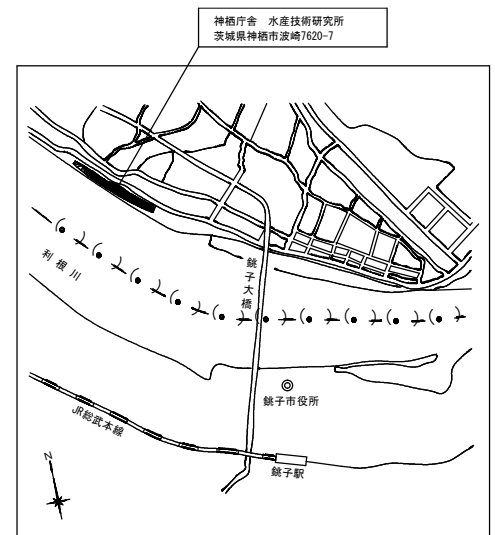 神栖庁舎 水産技術研究所
茨城県神栖市波崎7620-7
利根川
銚子大橋
銚子市役所
JR総武本線
銚子駅
N